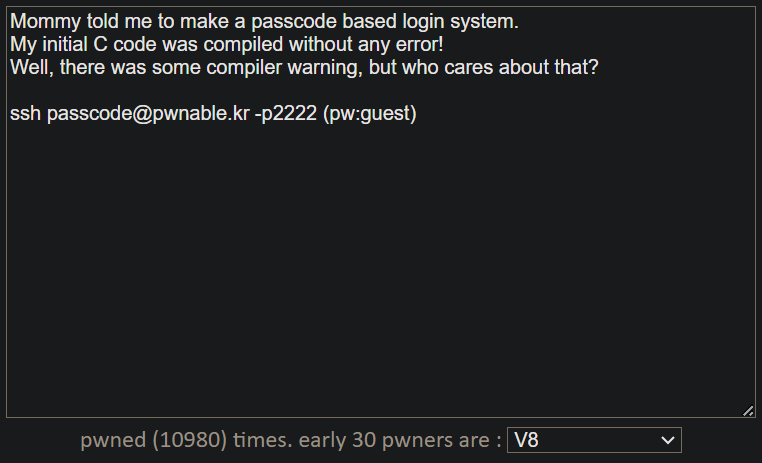 Mommy told me to make a passcode based login system.
My initial C code was compiled without any error!
Well, there was some compiler warning, but who cares about that?
ssh passcode@pwnable.kr -p2222 (pw:guest)
pwned (10980) times. early 30 pwners are : V8